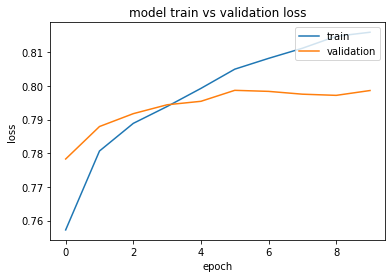 model train vs validation loss
train
validation
0.81
0.80
0.79
0.78
0.77
0.76
loss
0 2 4 6 8
epoch